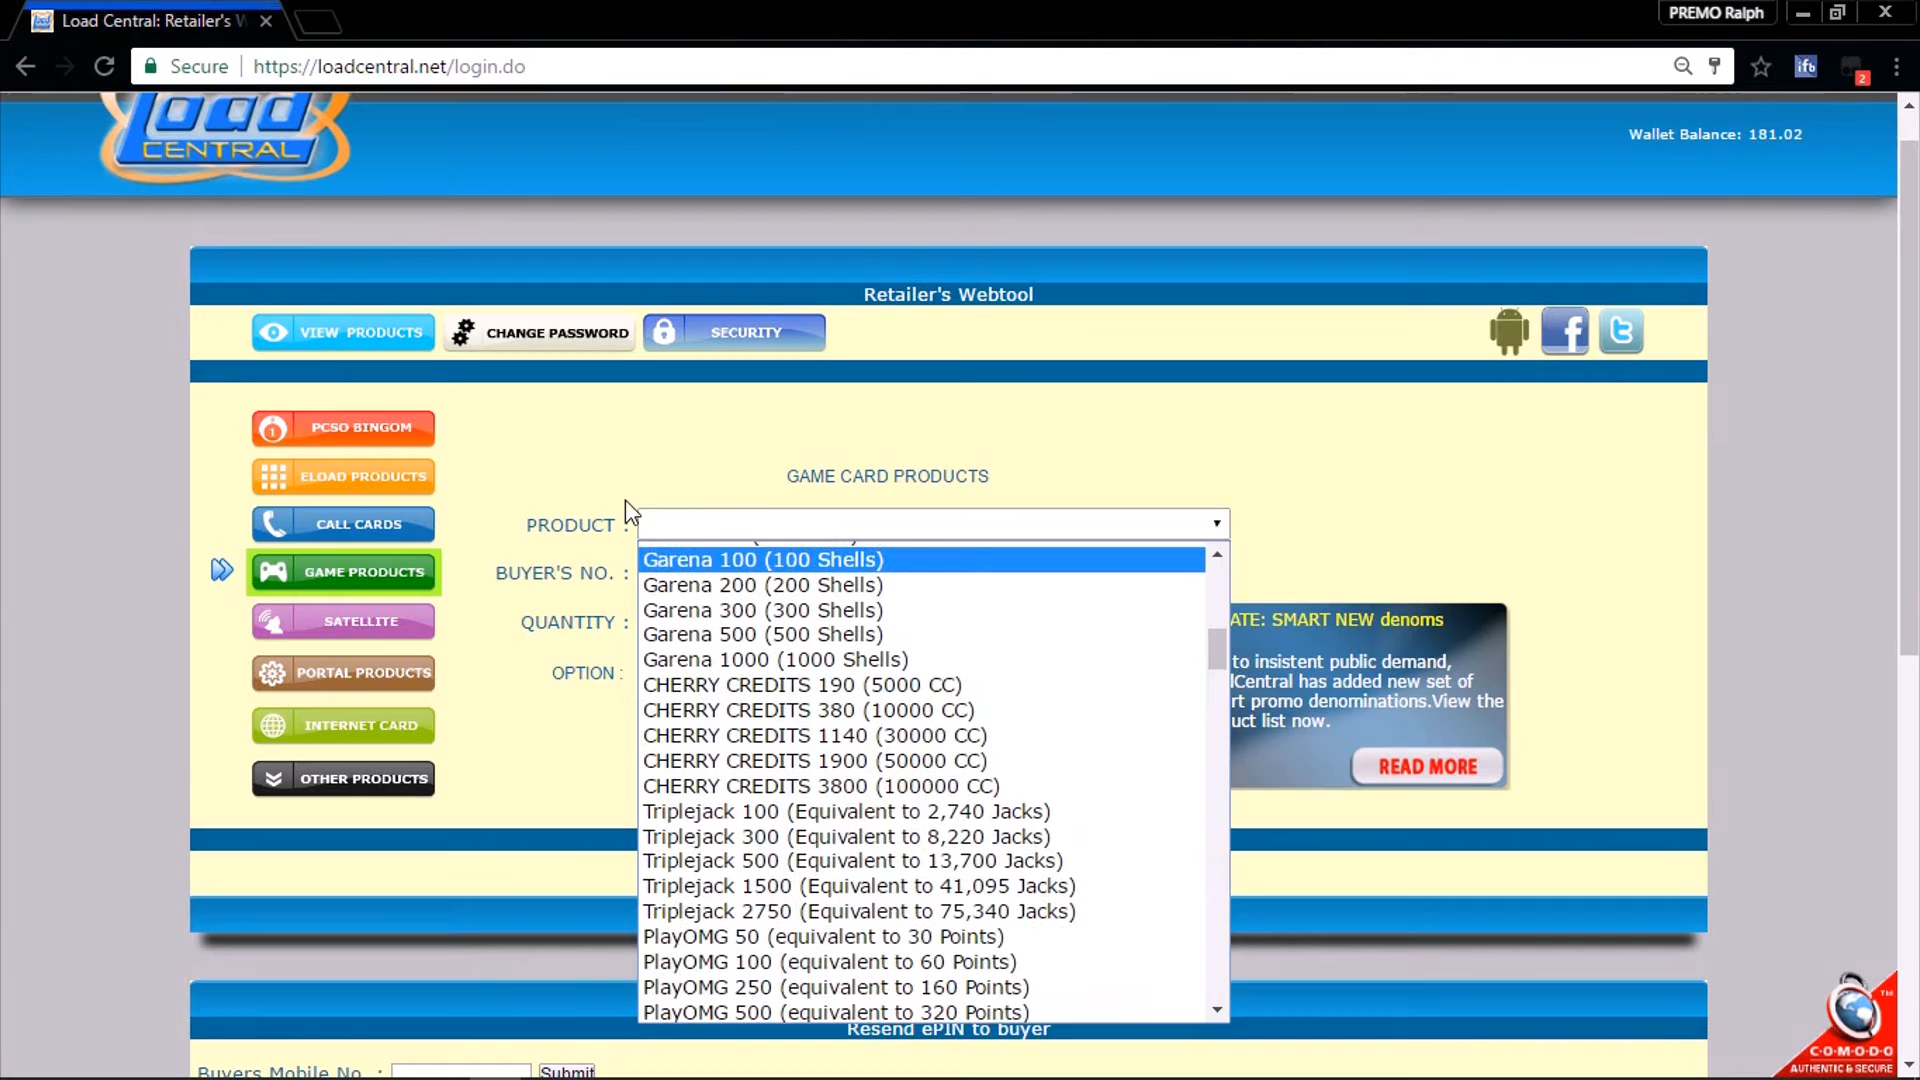 Load Central: Retailer's W
PREMO Ralph
Secure https://loadcentral.net/login.do
ifb
2
Load
CENTRAL
Wallet Balance: 181.02
Retailer's Webtool
VIEW PRODUCTS
CHANGE PASSWORD
SECURITY
PCSO BINGOM
ELOAD PRODUCTS
CALL CARDS
GAME PRODUCTS
SATELLITE
PORTAL PRODUCTS
INTERNET CARD
OTHER PRODUCTS
GAME CARD PRODUCTS
PRODUCT :
BUYER'S NO. :
QUANTITY :
OPTION :
Garena 100 (100 Shells)
Garena 200 (200 Shells)
Garena 300 (300 Shells)
Garena 500 (500 Shells)
Garena 1000 (1000 Shells)
CHERRY CREDITS 190 (5000 CC)
CHERRY CREDITS 380 (10000 CC)
CHERRY CREDITS 1140 (30000 CC)
CHERRY CREDITS 1900 (50000 CC)
CHERRY CREDITS 3800 (100000 CC)
Triplejack 100 (Equivalent to 2,740 Jacks)
Triplejack 300 (Equivalent to 8,220 Jacks)
Triplejack 500 (Equivalent to 13,700 Jacks)
Triplejack 1500 (Equivalent to 41,095 Jacks)
Triplejack 2750 (Equivalent to 75,340 Jacks)
PlayOMG 50 (equivalent to 30 Points)
PlayOMG 100 (equivalent to 60 Points)
PlayOMG 250 (equivalent to 160 Points)
PlayOMG 500 (equivalent to 320 Points)
ATE: SMART NEW denoms
to insistent public demand,
lCentral has added new set of
rt promo denominations.View the
uct list now.
READ MORE
Resend ePIN to buyer
Buyers Mobile No. :
Submit
TM
C·O·M·O·D·O
AUTHENTIC & SECURE